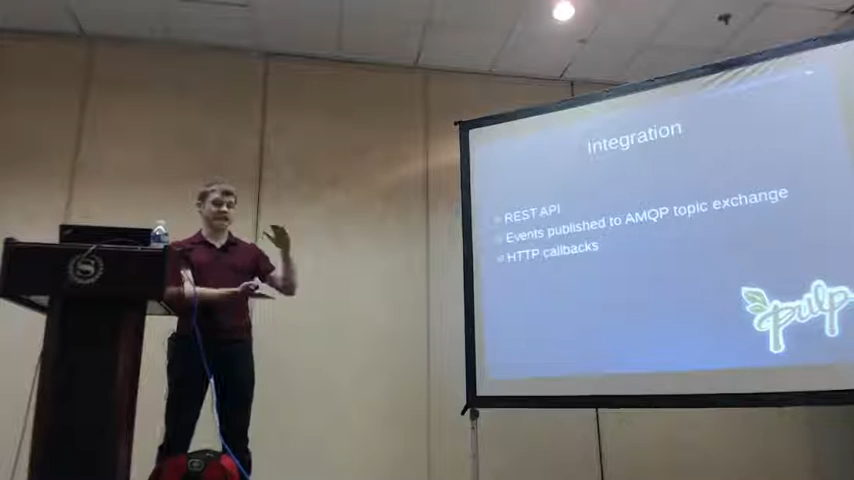 Integration
REST API
Events published to AMQP topic exchange
HTTP callbacks
pulp
S